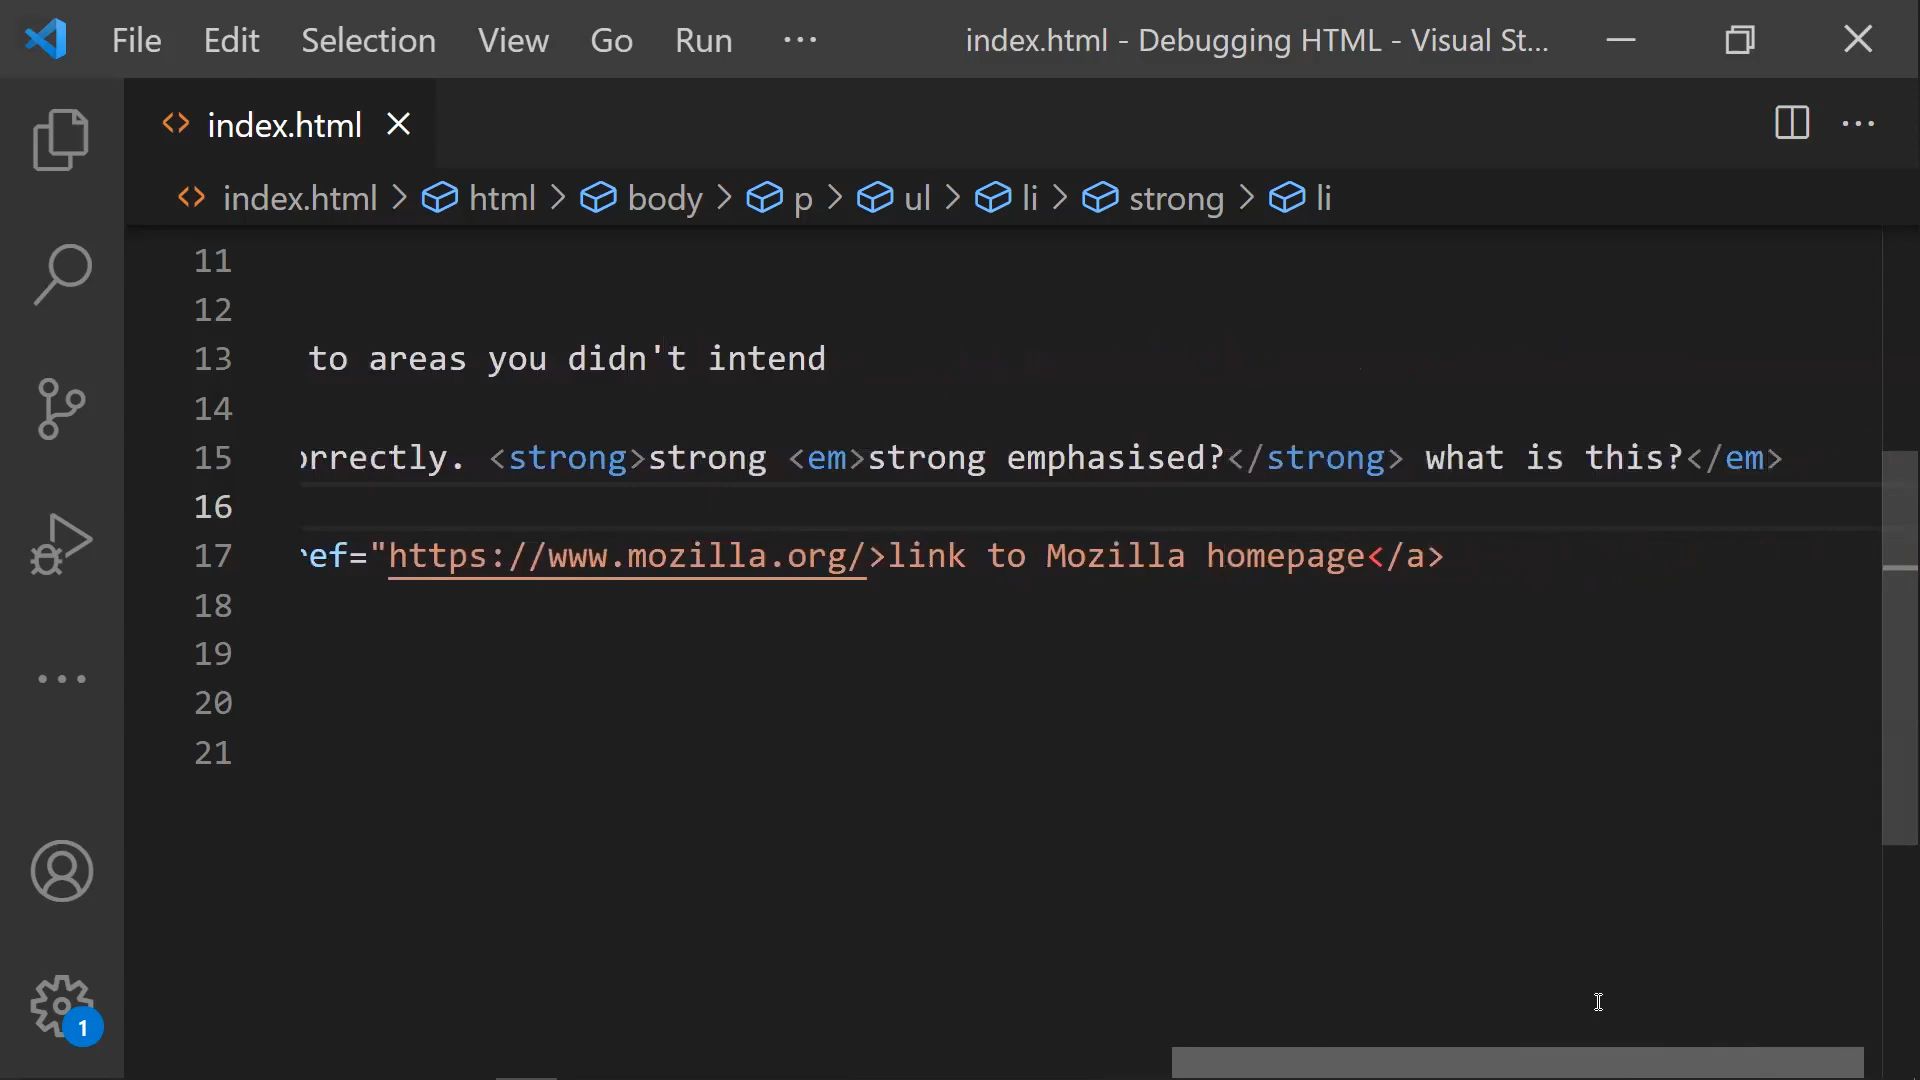 File Edit Selection View Go Run ··· index.html - Debugging HTML - Visual St...
index.html
index.html > html > body > p > ul > li > strong > li
11
12
13 to areas you didn't intend
14
15 orrectly. <strong>strong <em>strong emphasised?</strong> what is this?</em>
16
17 ref="https://www.mozilla.org/>link to Mozilla homepage</a>
18
19
20
21
1